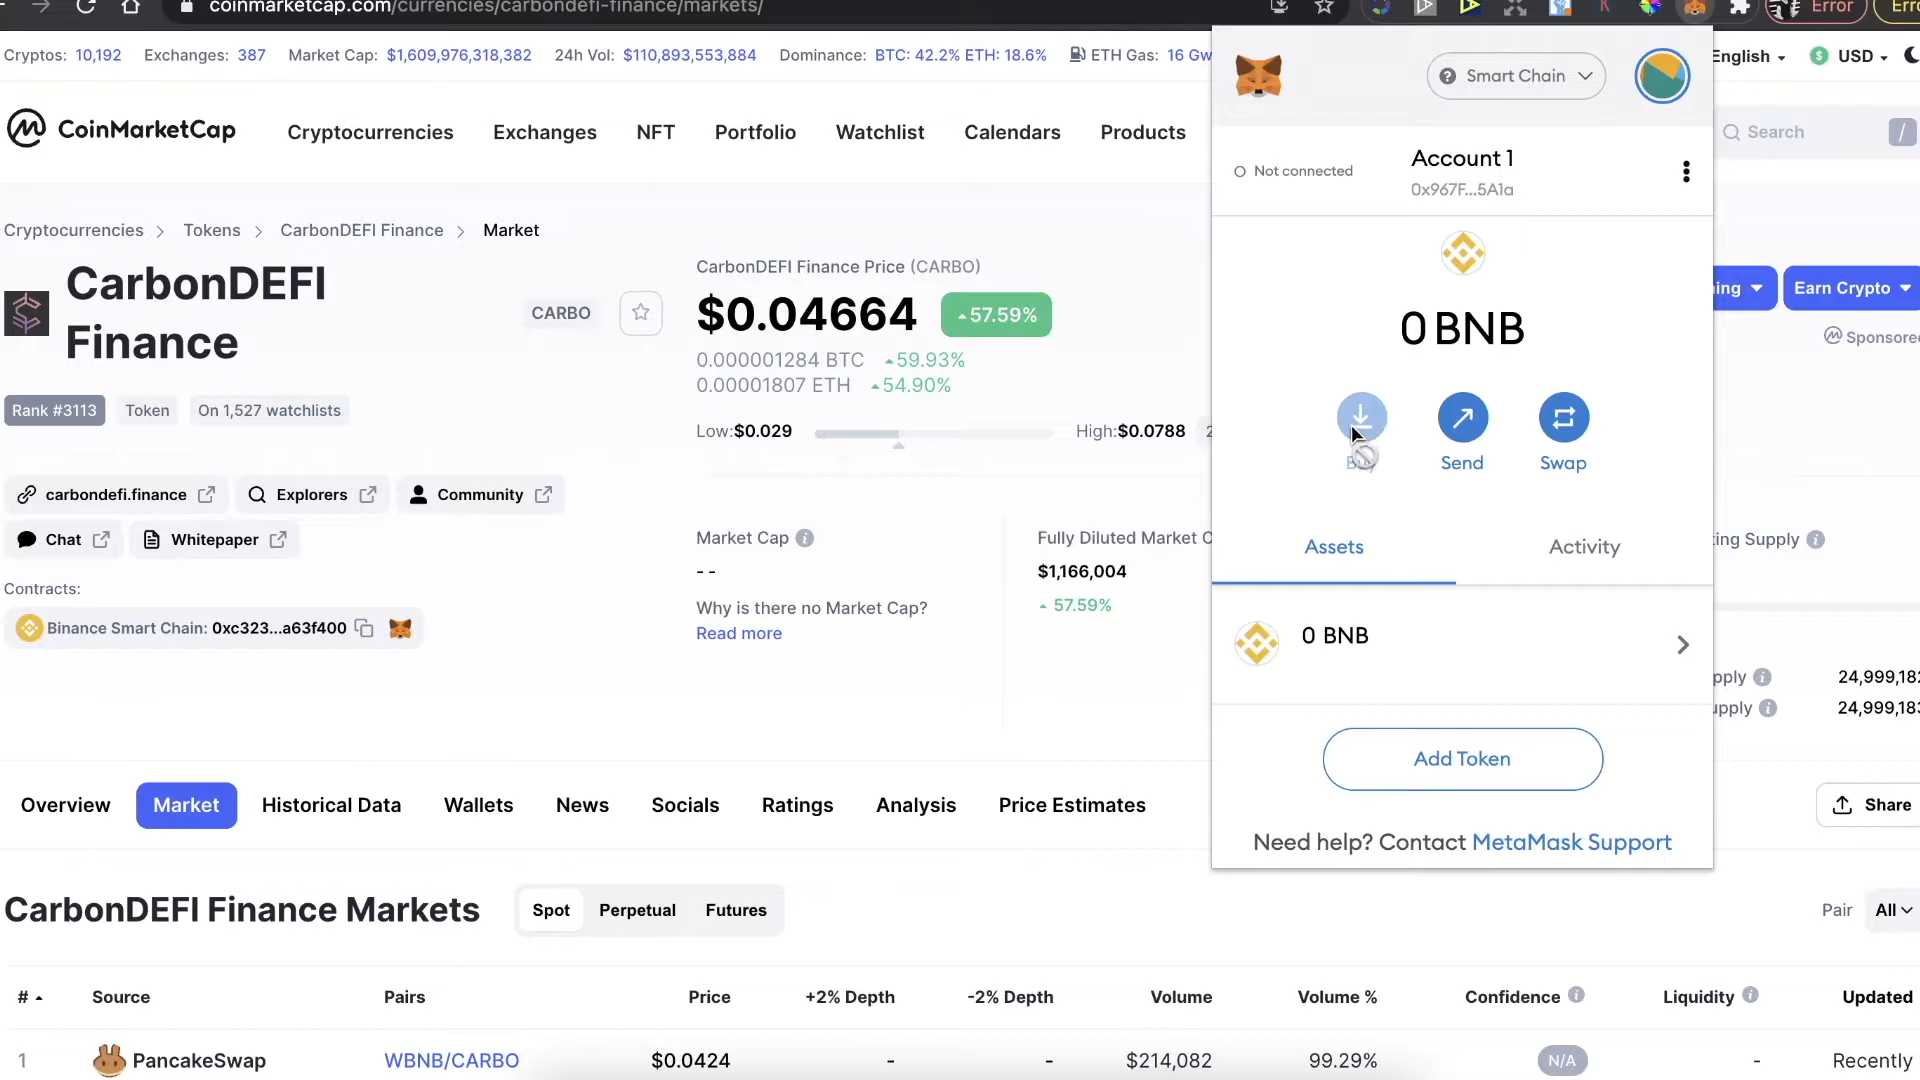 coinmarketcap.com/currencies/carbondefi-finance/markets/
Error
Cryptos: 10,192 Exchanges: 387 Market Cap: $1,609,976,318,382 24h Vol: $110,893,553,884 Dominance: BTC: 42.2% ETH: 18.6% ETH Gas: 16
English USD
CoinMarketCap
Cryptocurrencies Exchanges NFT Portfolio Watchlist Calendars Products
Search /
Smart Chain
Not connected
Account 1
0x967F...5A1a
Cryptocurrencies > Tokens > CarbonDEFI Finance > Market
CarbonDEFI
Finance
CARBO
CarbonDEFI Finance Price (CARBO)
$0.04664 57.59%
0.000001284 BTC 59.93%
0.00001807 ETH 54.90%
Low:$0.029 High:$0.0788
Rank #3113 Token On 1,527 watchlists
carbondefi.finance Explorers Community
Chat Whitepaper
Contracts:
Binance Smart Chain: 0xc323...a63f400
Market Cap
- -
Why is there no Market Cap?
Read more
Fully Diluted Market C
$1,166,004
57.59%
0 BNB
Buy Send Swap
Assets Activity
0 BNB
Add Token
Need help? Contact MetaMask Support
Earn Crypto
Sponsored
ing Supply
24,999,182
24,999,183
Overview Market Historical Data Wallets News Socials Ratings Analysis Price Estimates
Share
CarbonDEFI Finance Markets Spot Perpetual Futures
Pair All
# Source Pairs Price +2% Depth -2% Depth Volume Volume % Confidence Liquidity Updated
1 PancakeSwap WBNB/CARBO $0.0424 - - $214,082 99.29% N/A - Recently